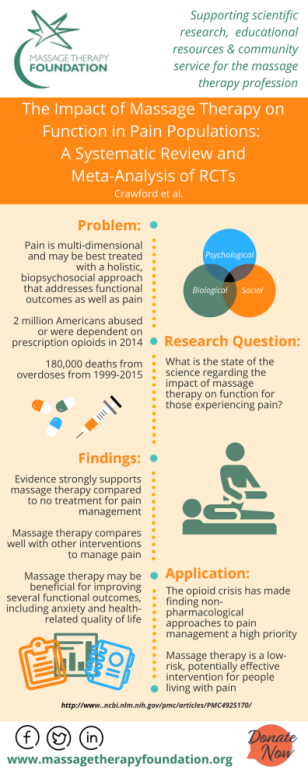 MASSAGE THERAPY
FOUNDATION
Supporting scientific
research, educational
resources & community
service for the massage
therapy profession
The Impact of Massage Therapy on
Function in Pain Populations:
A Systematic Review and
Meta-Analysis of RCTs
Crawford et al.
Problem:
Pain is multi-dimensional
and may be best treated
with a holistic,
biopsychosocial approach
that addresses functional
outcomes as well as pain
2 million Americans abused
or were dependent on
prescription opioids in 2014
180,000 deaths from
overdoses from 1999-2015
Psychological
Biological
Social
Research Question:
What is the state of the
science regarding the
impact of massage
therapy on function for
those experiencing pain?
Findings:
Evidence strongly supports
massage therapy compared
to no treatment for pain
management
Massage therapy compares
well with other interventions
to manage pain
Massage therapy may be
beneficial for improving
several functional outcomes,
including anxiety and health-
related quality of life
Application:
The opioid crisis has made
finding non-
pharmacological
approaches to pain
management a high priority
Massage therapy is a low-
risk, potentially effective
intervention for people
living with pain
http://www..ncbi.nlm.nih.gov/pmc/articles/PMC4925170/
www.massagetherapyfoundation.org
Donate
Now